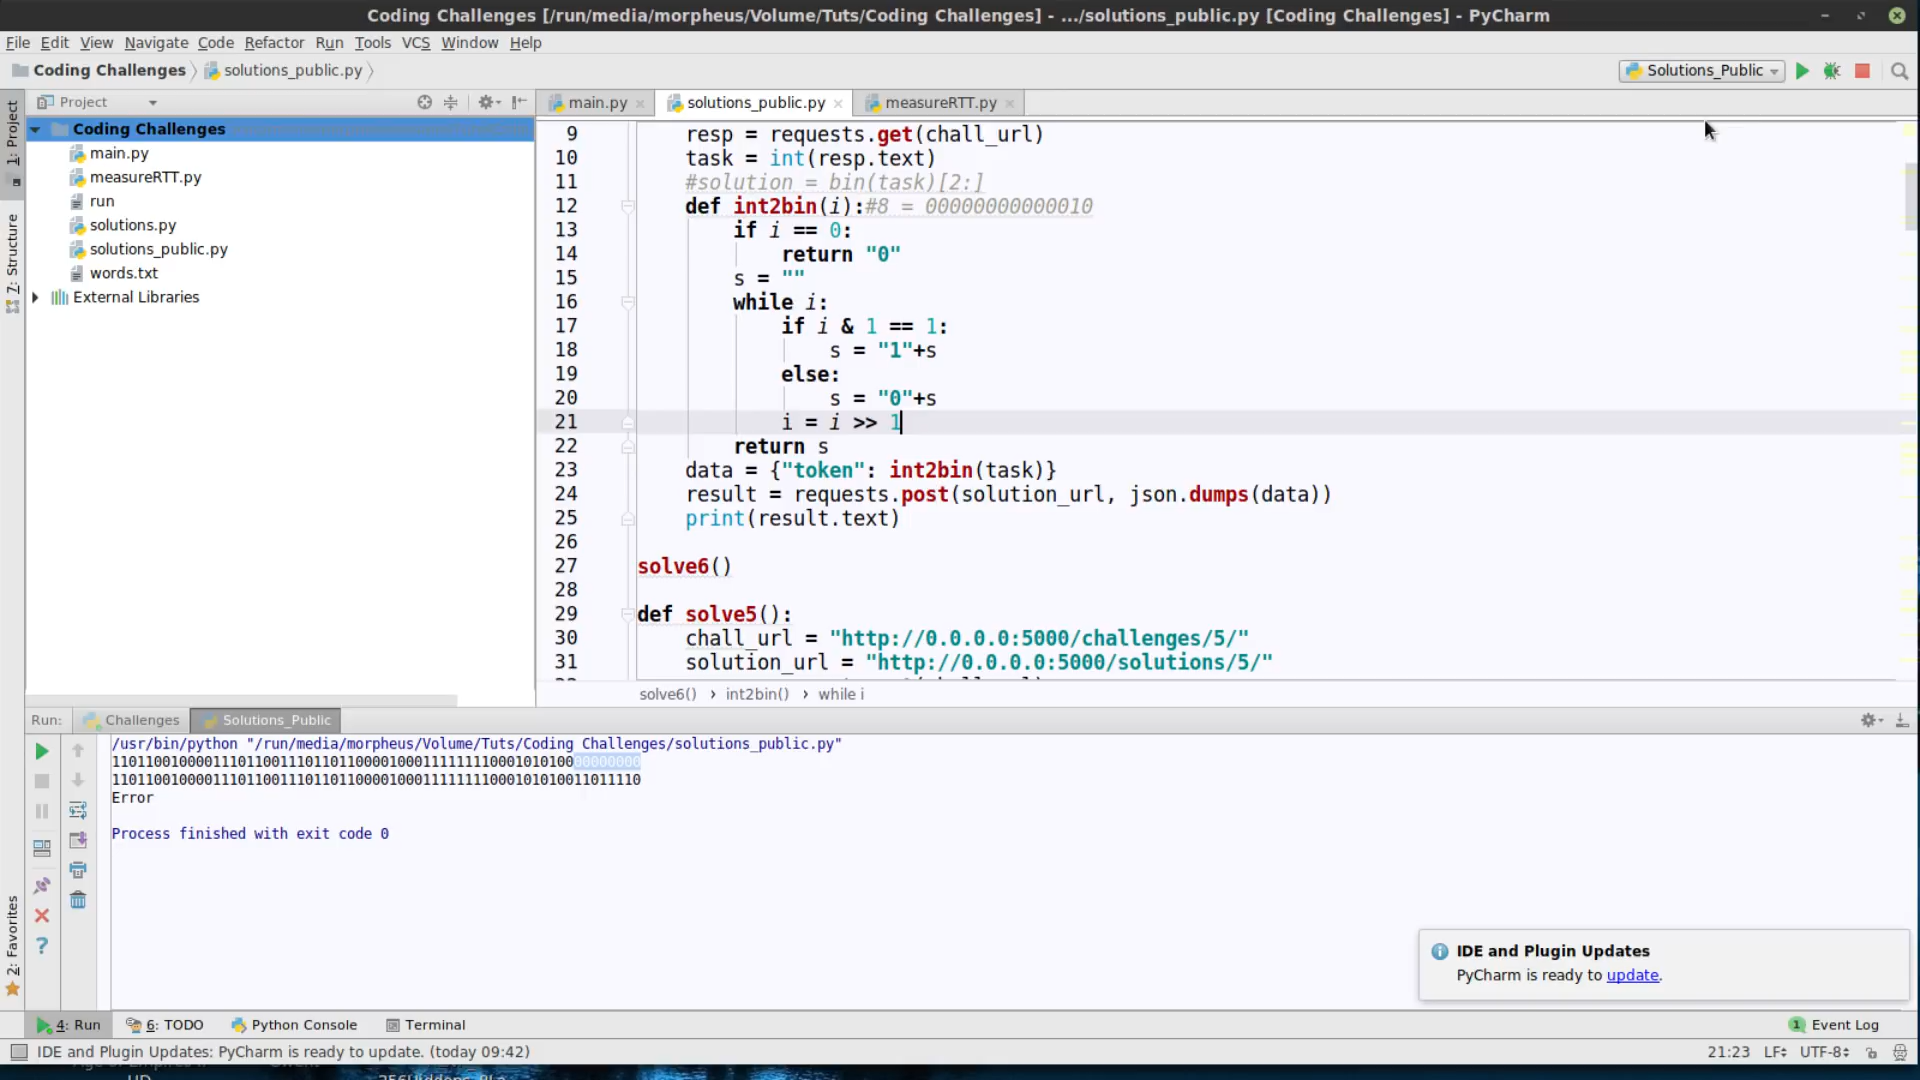 Coding Challenges [/run/media/morpheus/Volume/Tuts/Coding Challenges] - .../solutions_public.py [Coding Challenges] - PyCharm
File Edit View Navigate Code Refactor Run Tools VCS Window Help
Coding Challenges solutions_public.py Solutions_Public
1: Project
7: Structure
2: Favorites
Project
Coding Challenges
main.py
measureRTT.py
run
solutions.py
solutions_public.py
words.txt
External Libraries
main.py solutions_public.py measureRTT.py
9 resp = requests.get(chall_url)
10 task = int(resp.text)
11 #solution = bin(task)[2:]
12 def int2bin(i):#8 = 00000000000010
13 if i == 0:
14 return "0"
15 s = ""
16 while i:
17 if i & 1 == 1:
18 s = "1"+s
19 else:
20 s = "0"+s
21 i = i >> 1
22 return s
23 data = {"token": int2bin(task)}
24 result = requests.post(solution_url, json.dumps(data))
25 print(result.text)
26
27 solve6()
28
29 def solve5():
30 chall_url = "http://0.0.0.0:5000/challenges/5/"
31 solution_url = "http://0.0.0.0:5000/solutions/5/"
solve6() › int2bin() › while i
Run: Challenges Solutions_Public
/usr/bin/python "/run/media/morpheus/Volume/Tuts/Coding Challenges/solutions_public.py"
Error
Process finished with exit code 0
IDE and Plugin Updates
PyCharm is ready to update.
4: Run 6: TODO Python Console Terminal 1 Event Log
IDE and Plugin Updates: PyCharm is ready to update. (today 09:42) 21:23 LF UTF-8